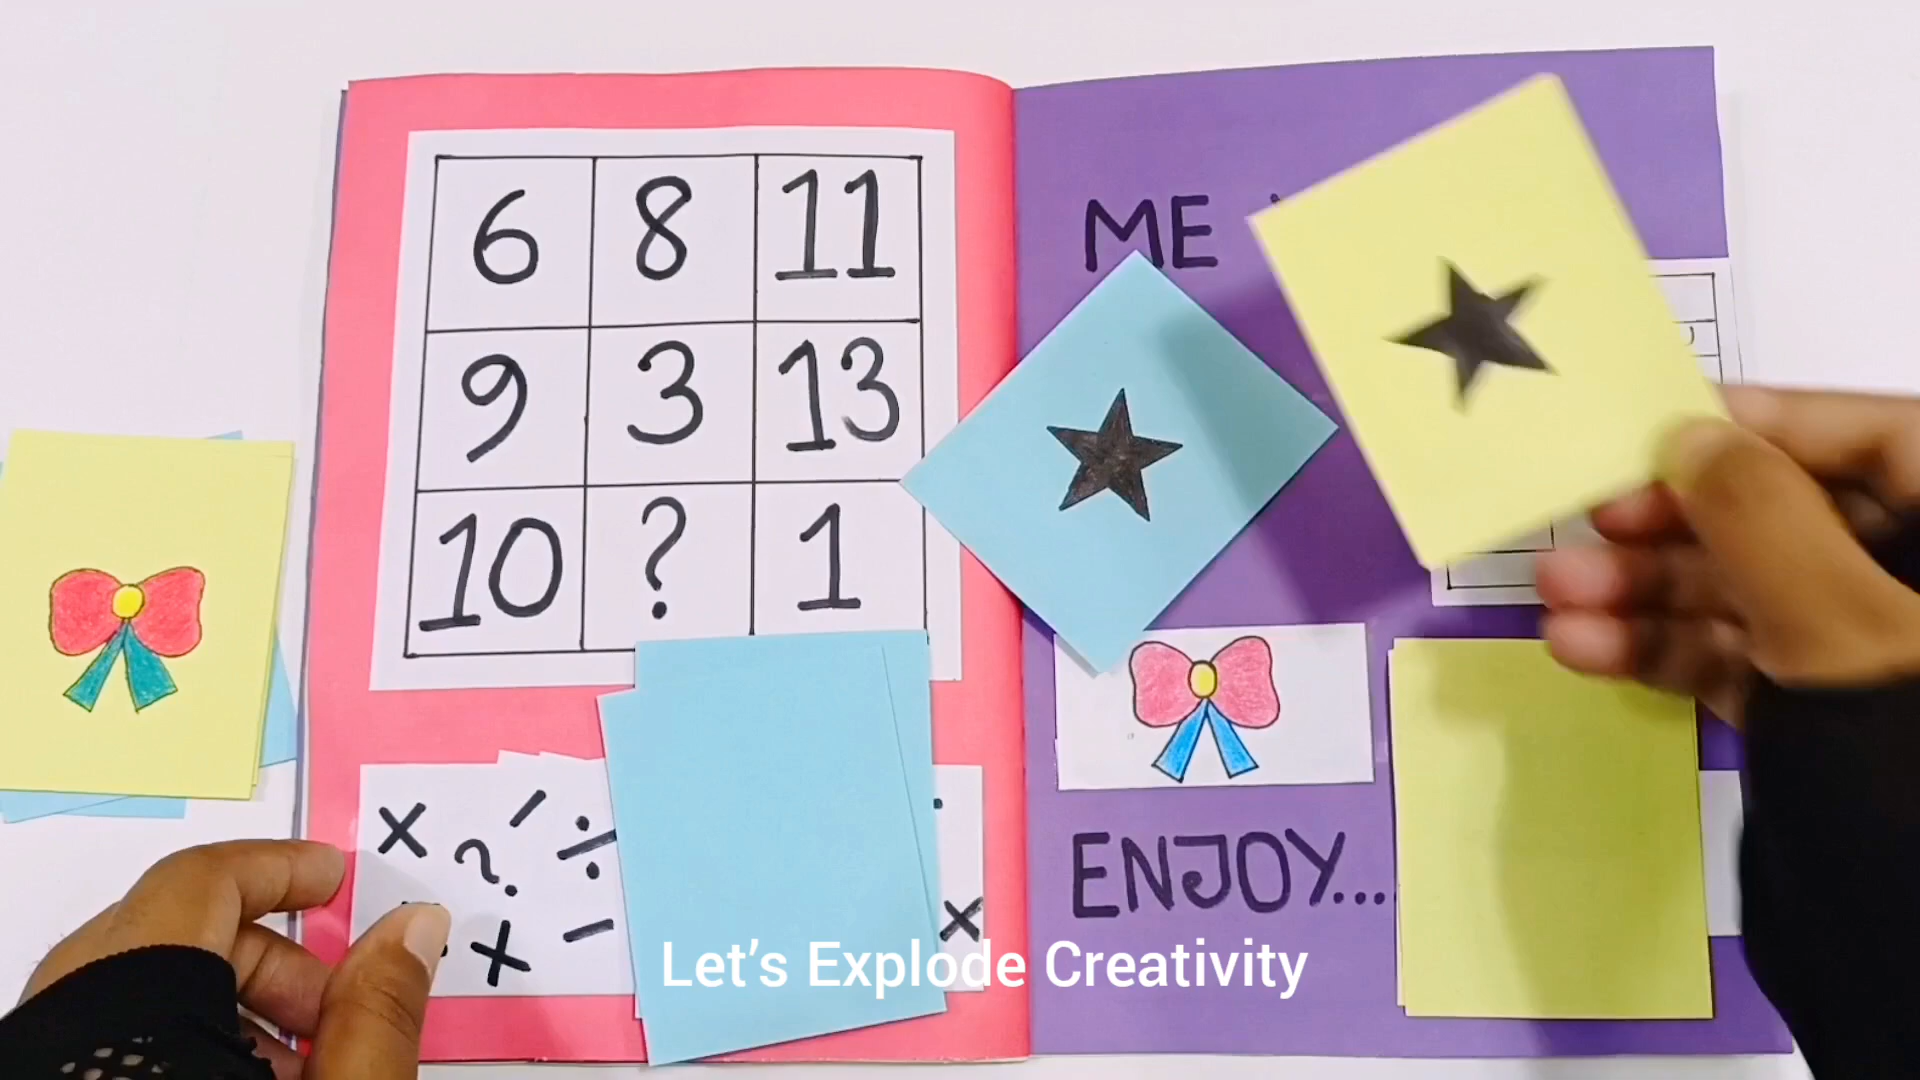 6 8 11
9 3 13
10 ? 1
× ? - ÷
+ - ×
ME
ENJOY...
Let's Explode Creativity